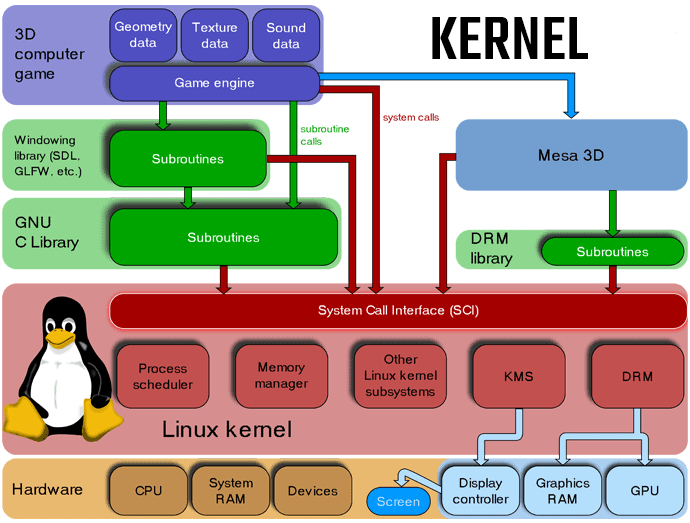 KERNEL
3D
computer
game
Geometry
data
Texture
data
Sound
data
Game engine
subroutine
calls
system calls
Windowing
library (SDL,
GLFW, etc.)
Subroutines
Mesa 3D
GNU
C Library
Subroutines
DRM
library
Subroutines
System Call Interface (SCI)
Process
scheduler
Memory
manager
Other
Linux kernel
subsystems
KMS
DRM
Linux kernel
Hardware
CPU
System
RAM
Devices
Screen
Display
controller
Graphics
RAM
GPU